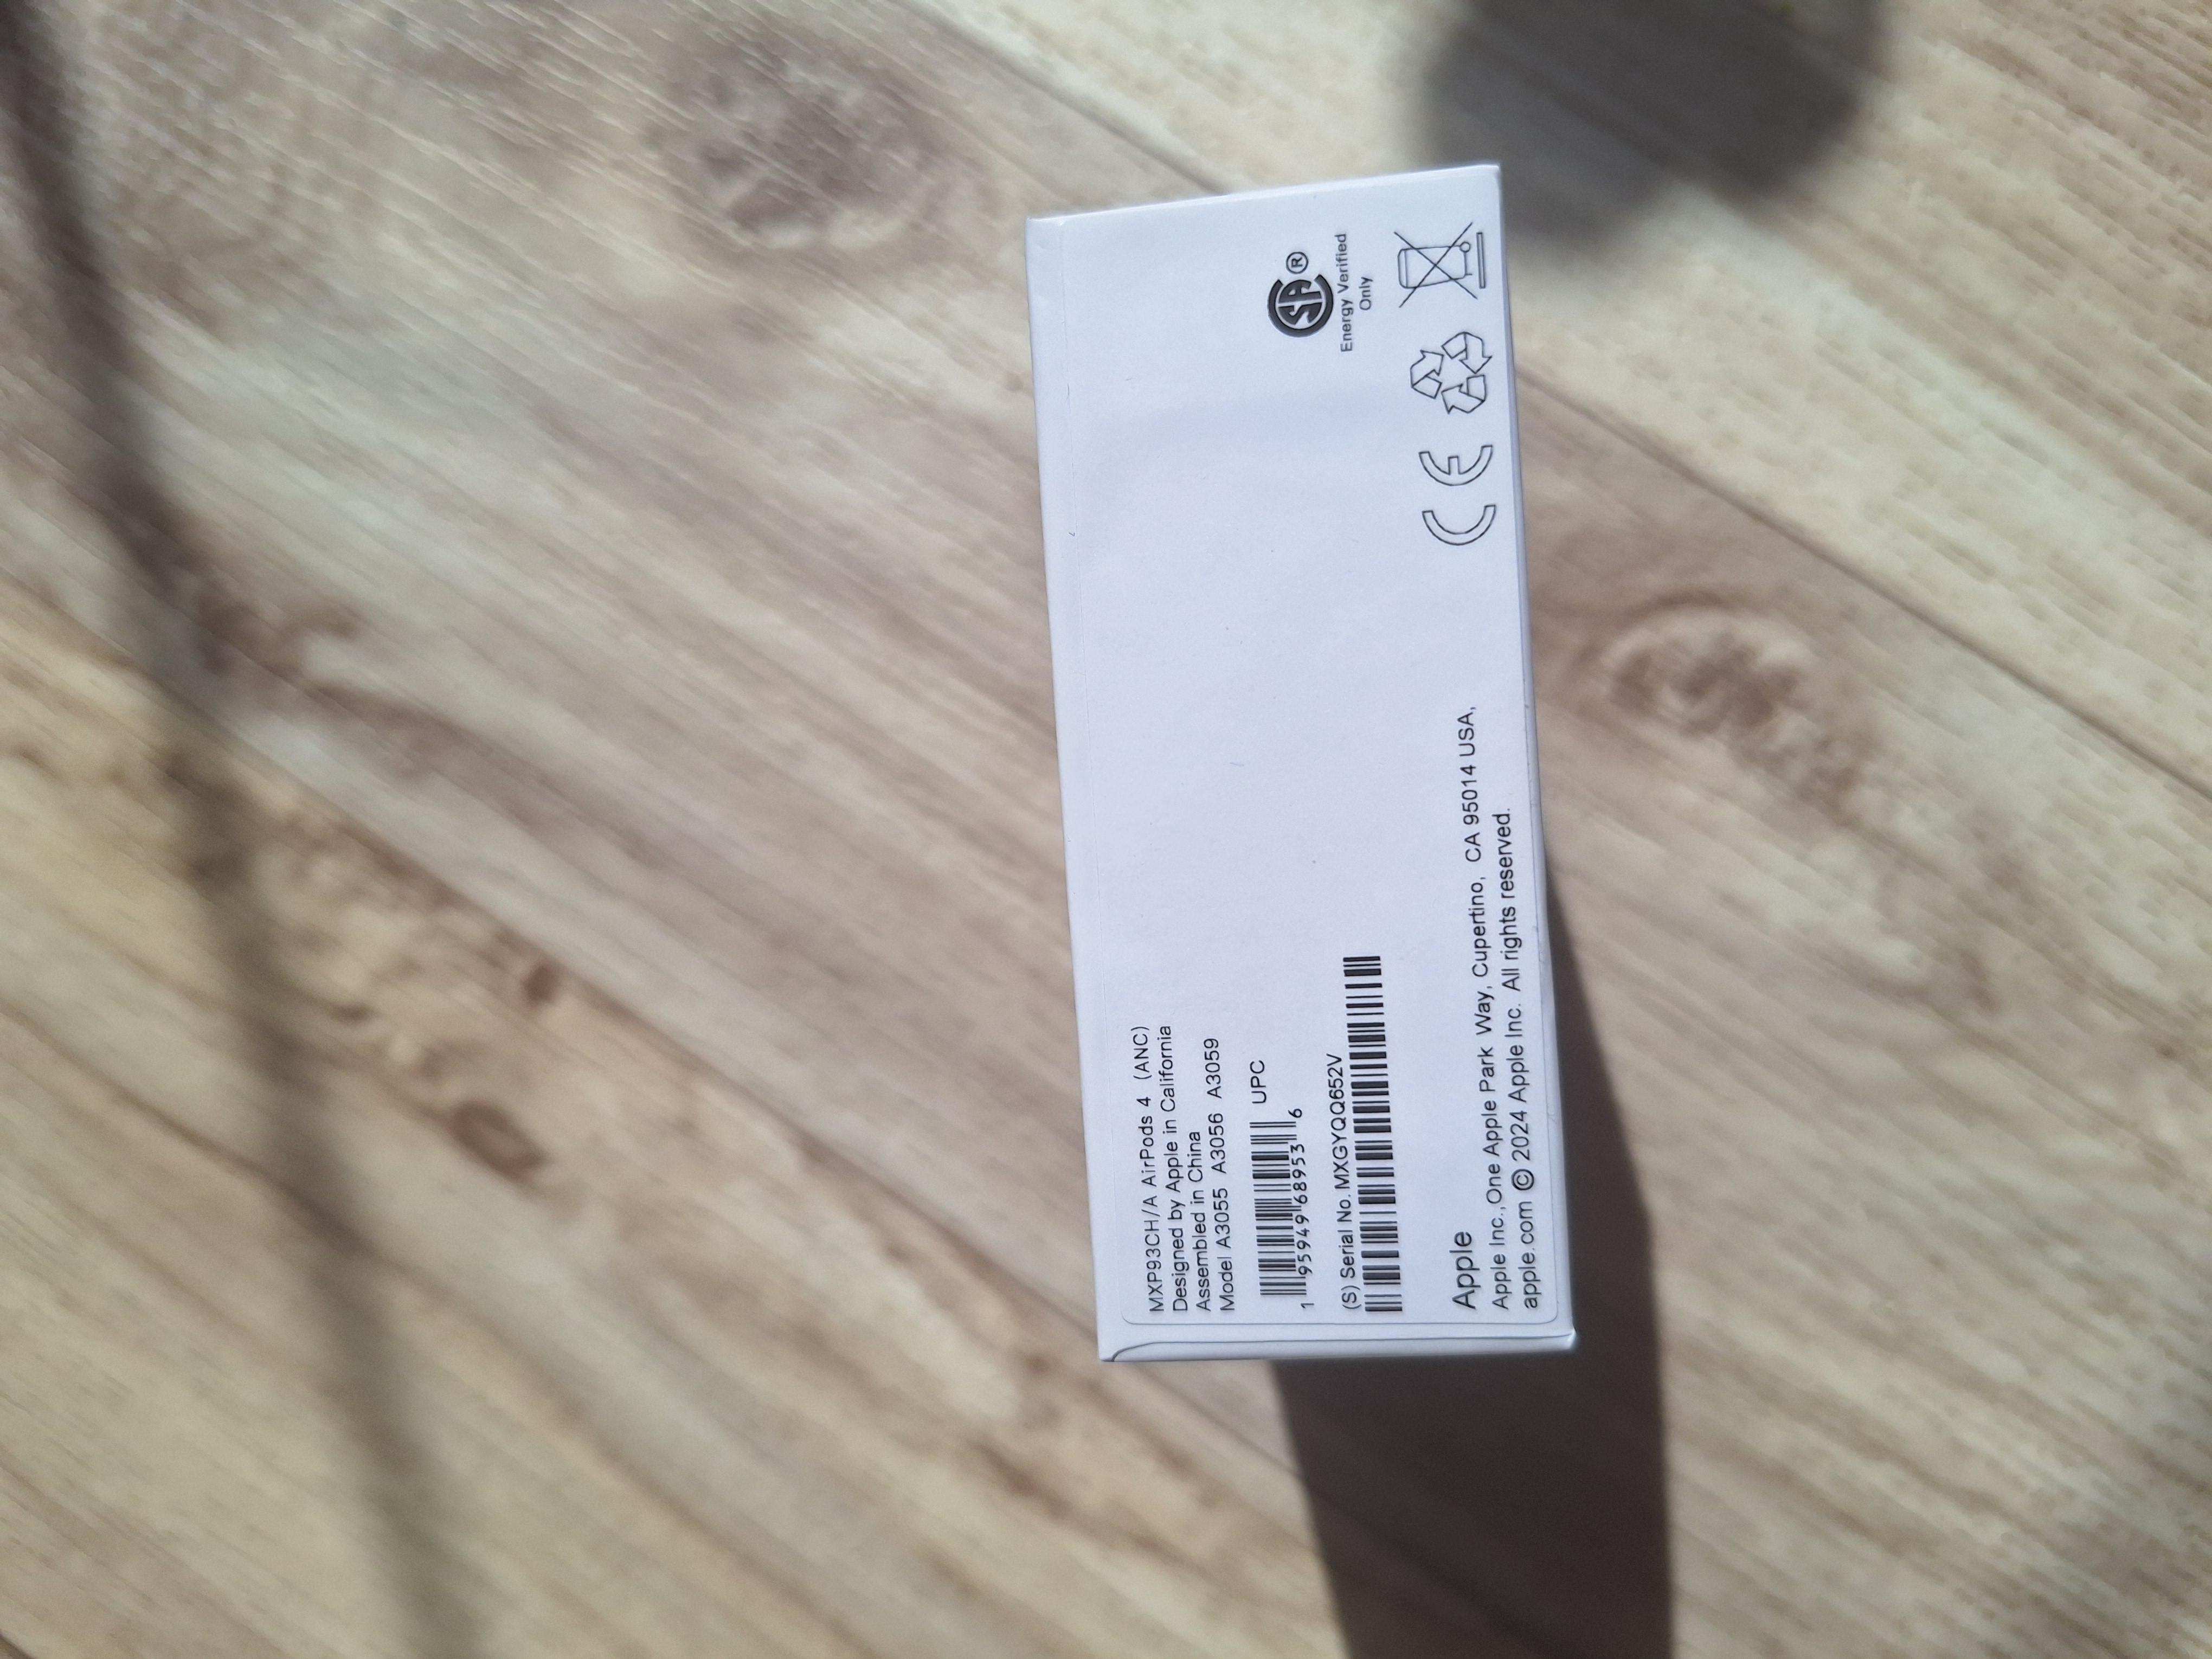 MXP93CH/A AirPods 4 (ANC)
Designed by Apple in California
Assembled in China
Model A3055 A3056 A3059
UPC
1 95949 68953 6
(S) Serial No. MXGYQQ652V
Apple
Apple Inc.,One Apple Park Way, Cupertino, CA 95014 USA,
apple.com © 2024 Apple Inc. All rights reserved.
SA ®
Energy Verified
Only
CE